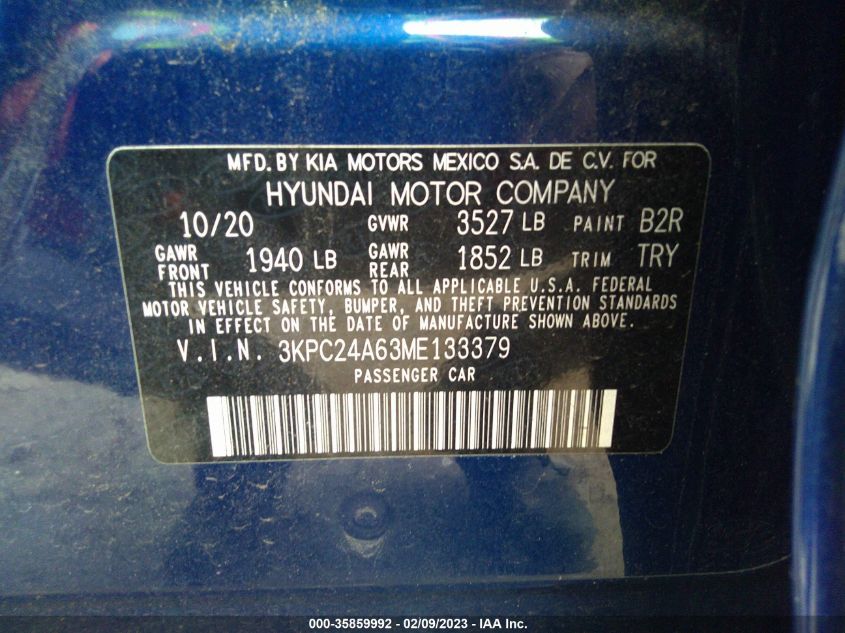 MFD. BY KIA MOTORS MEXICO S.A. DE C.V. FOR
HYUNDAI MOTOR COMPANY
10/20 GVWR 3527 LB PAINT B2R
GAWR FRONT 1940 LB GAWR REAR 1852 LB TRIM TRY
THIS VEHICLE CONFORMS TO ALL APPLICABLE U.S.A. FEDERAL
MOTOR VEHICLE SAFETY, BUMPER, AND THEFT PREVENTION STANDARDS
IN EFFECT ON THE DATE OF MANUFACTURE SHOWN ABOVE.
V.I.N. 3KPC24A63ME133379
PASSENGER CAR
000-35859992 - 02/09/2023 - IAA Inc.